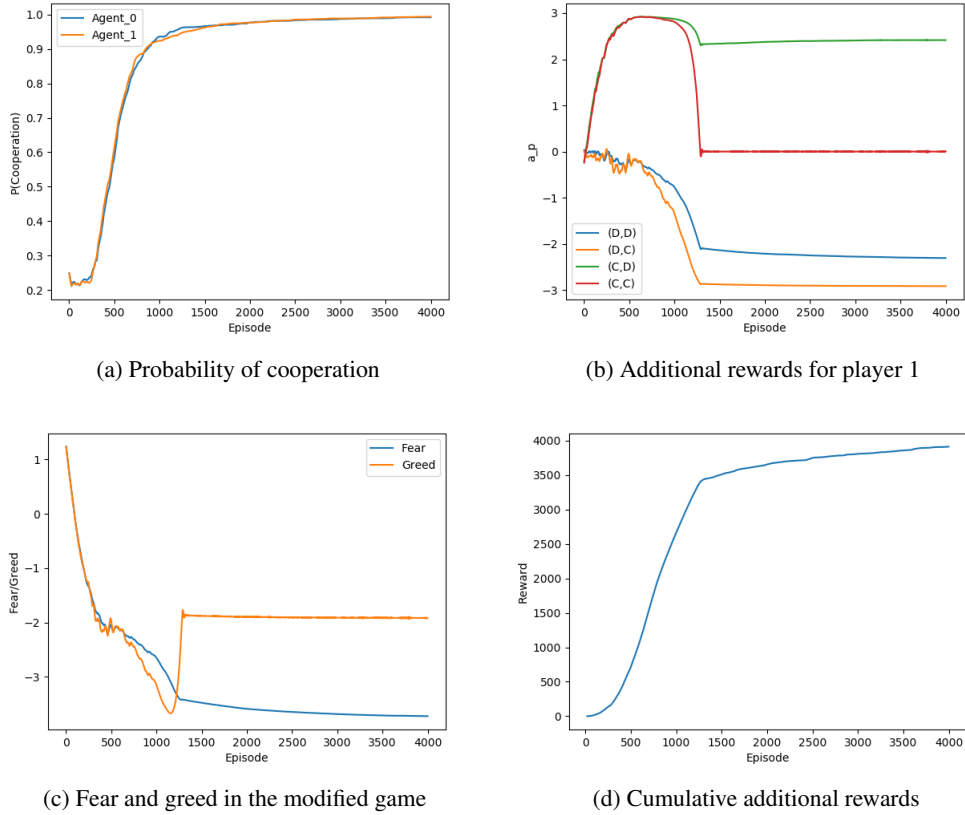 1.0
0.9
0.8
0.7
0.6
0.5
0.4
0.3
0.2
P(Cooperation)
Agent_0
Agent_1
0 500 1000 1500 2000 2500 3000 3500 4000
Episode
(a) Probability of cooperation
3
2
1
0
−1
−2
−3
a_p
(D,D)
(D,C)
(C,D)
(C,C)
0 500 1000 1500 2000 2500 3000 3500 4000
Episode
(b) Additional rewards for player 1
1
0
−1
−2
−3
Fear/Greed
Fear
Greed
0 500 1000 1500 2000 2500 3000 3500 4000
Episode
(c) Fear and greed in the modified game
4000
3500
3000
2500
2000
1500
1000
500
0
Reward
0 500 1000 1500 2000 2500 3000 3500 4000
Episode
(d) Cumulative additional rewards